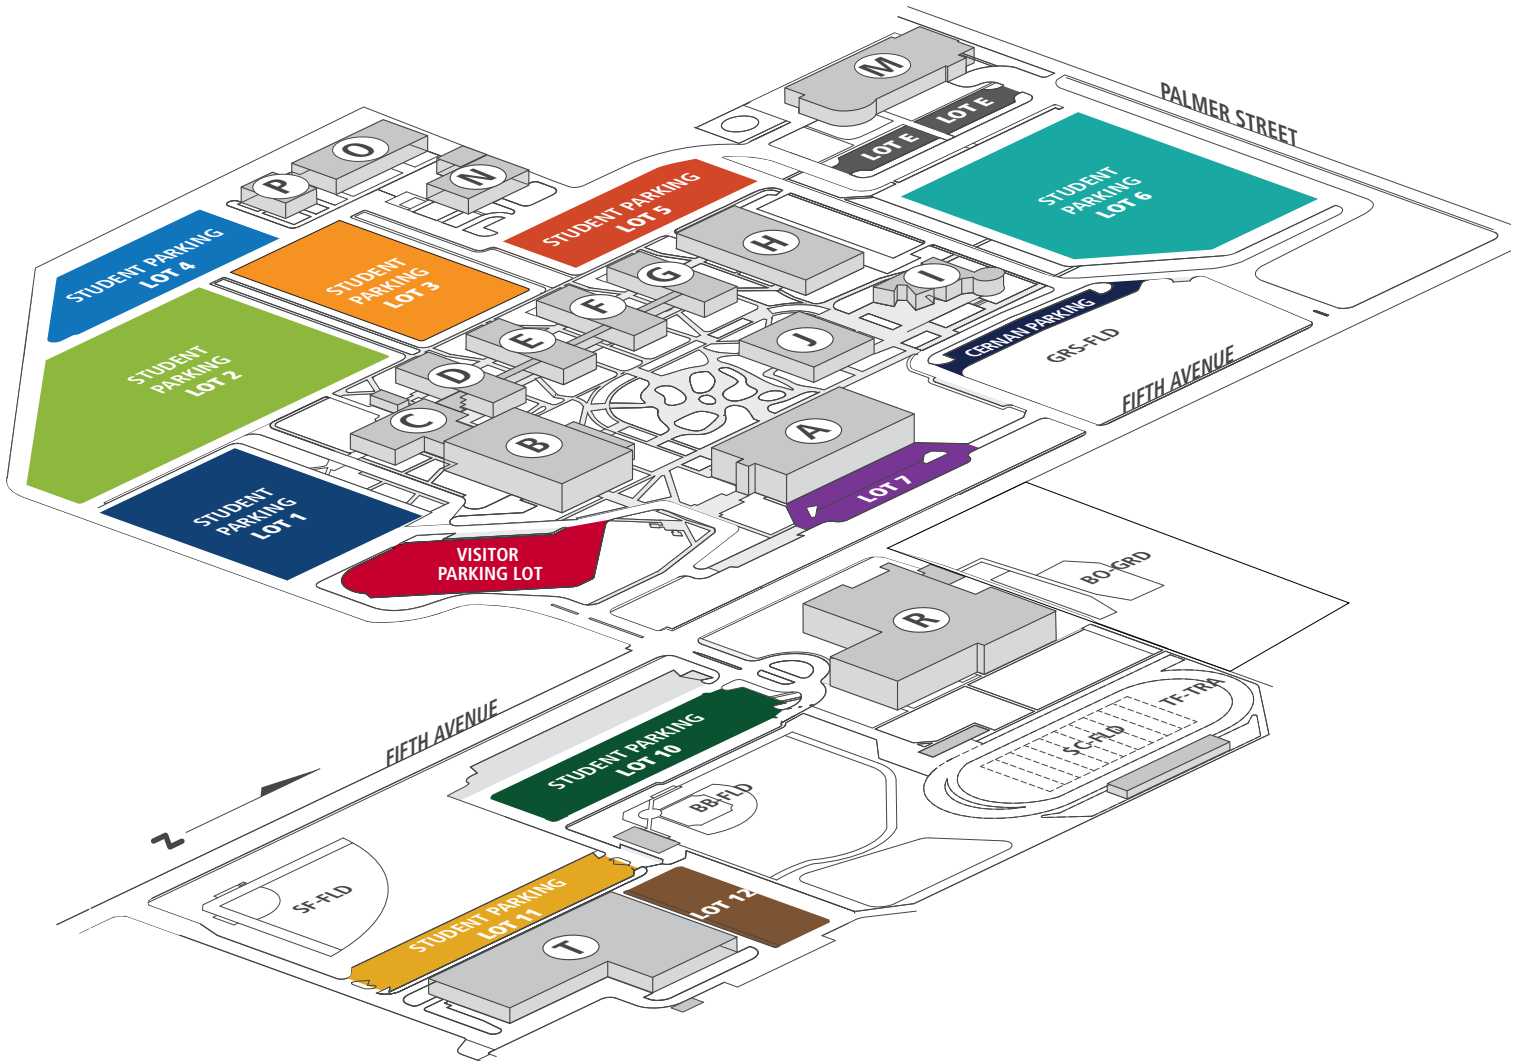 M
PALMER STREET
LOT E
LOT E
O
P
N
STUDENT PARKING
LOT 5
STUDENT
PARKING
LOT 6
STUDENT PARKING
LOT 4
STUDENT
PARKING
LOT 3
H
G
I
F
CERNAN PARKING
GRS-FLD
FIFTH AVENUE
E
J
STUDENT
PARKING
LOT 2
D
C
B
A
LOT 7
STUDENT
PARKING
LOT 1
VISITOR
PARKING LOT
BO-GRD
R
TF-TRA
SC-FLD
FIFTH AVENUE
STUDENT PARKING
LOT 10
BB-FLD
N
SF-FLD
STUDENT PARKING
LOT 11
LOT 12
T